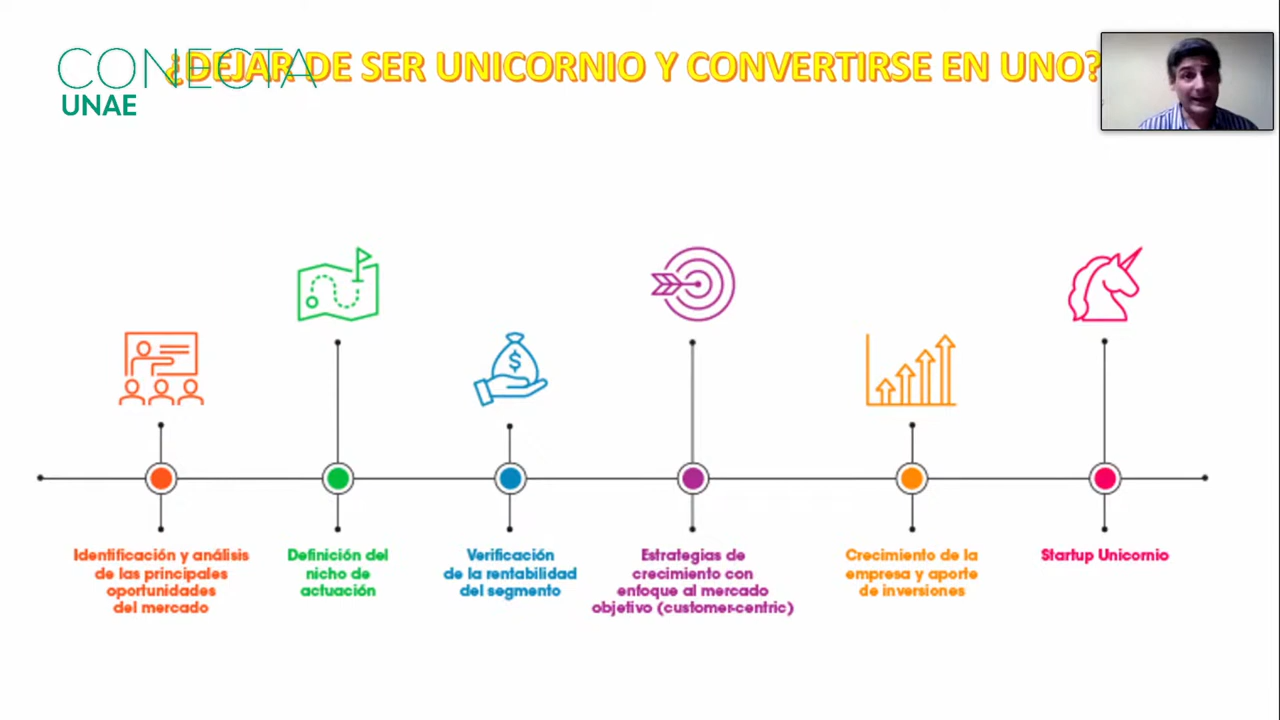 CONECTA
UNAE
¿DEJAR DE SER UNICORNIO Y CONVERTIRSE EN UNO?
$
Identificación y análisis
de las principales
oportunidades
del mercado
Definición del
nicho de
actuación
Verificación
de la rentabilidad
del segmento
Estrategias de
crecimiento con
enfoque al mercado
objetivo (customer-centric)
Crecimiento de la
empresa y aporte
de inversiones
Startup Unicornio